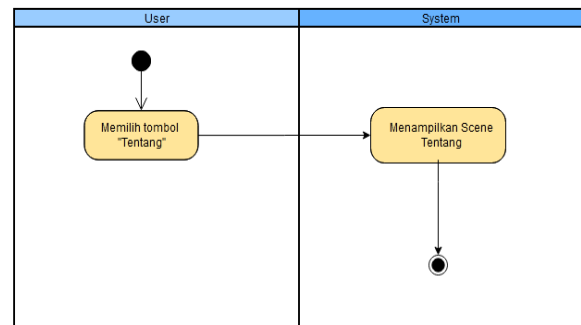 User
System
Memilih tombol
"Tentang"
Menampilkan Scene
Tentang